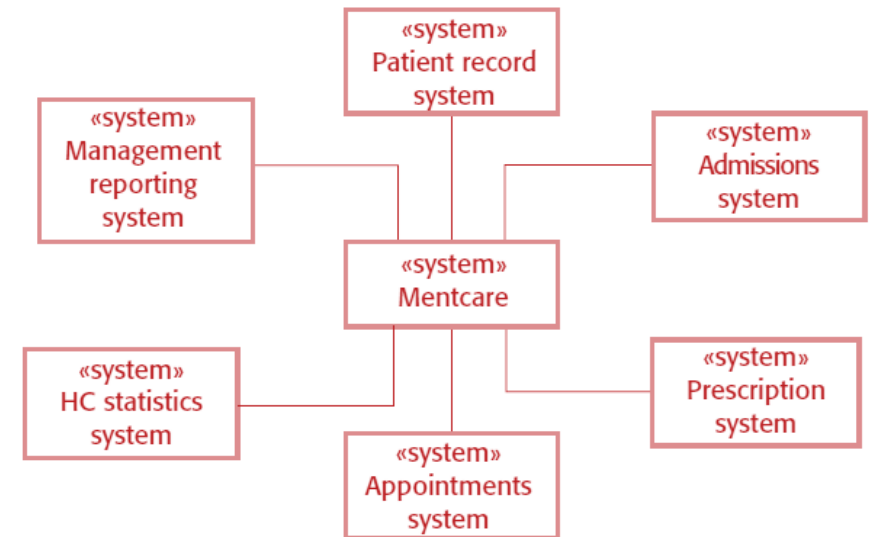 «system»
Patient record
system
«system»
Management
reporting
system
«system»
Admissions
system
«system»
Mentcare
«system»
HC statistics
system
«system»
Prescription
system
«system»
Appointments
system